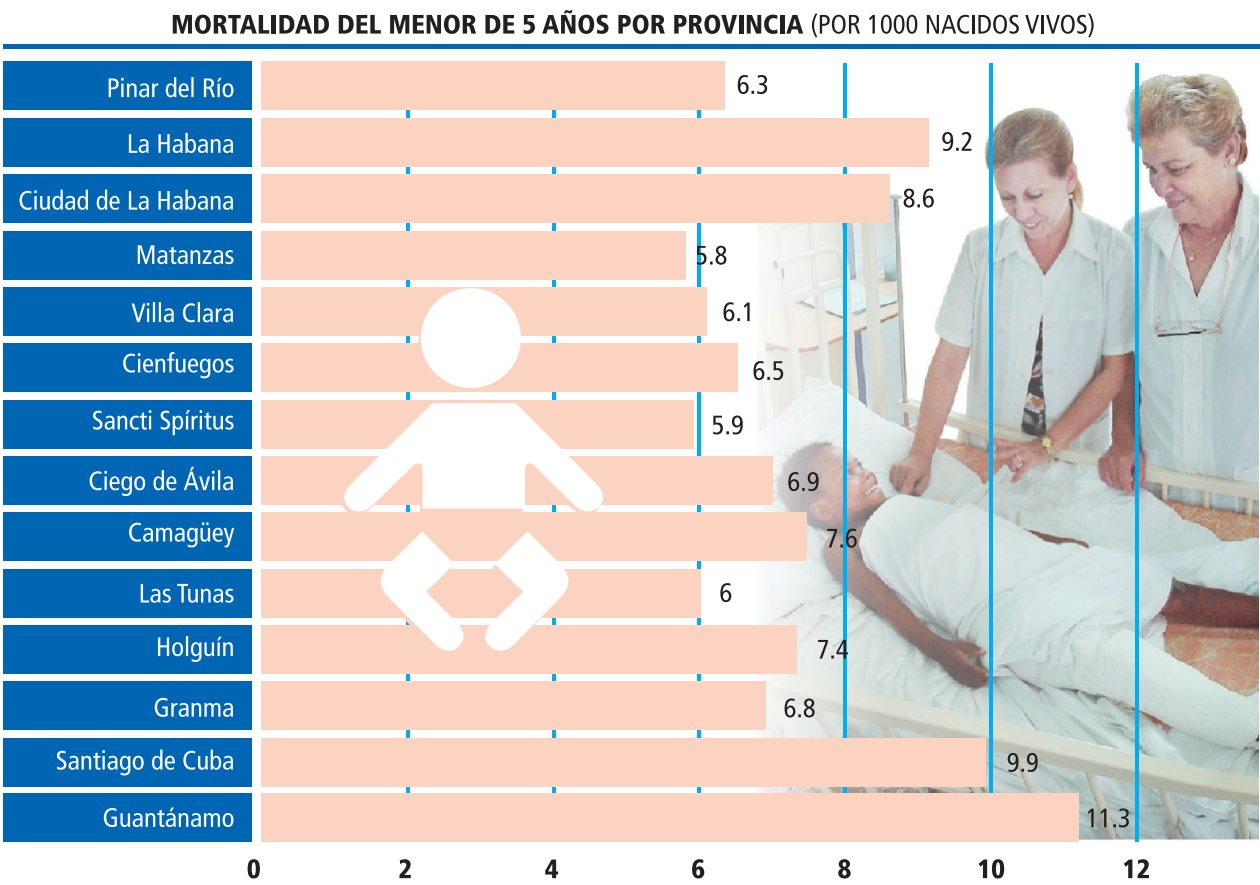 MORTALIDAD DEL MENOR DE 5 AÑOS POR PROVINCIA (POR 1000 NACIDOS VIVOS)
Pinar del Río 6.3
La Habana 9.2
Ciudad de La Habana 8.6
Matanzas 5.8
Villa Clara 6.1
Cienfuegos 6.5
Sancti Spíritus 5.9
Ciego de Ávila 6.9
Camagüey 7.6
Las Tunas 6
Holguín 7.4
Granma 6.8
Santiago de Cuba 9.9
Guantánamo 11.3
0 2 4 6 8 10 12